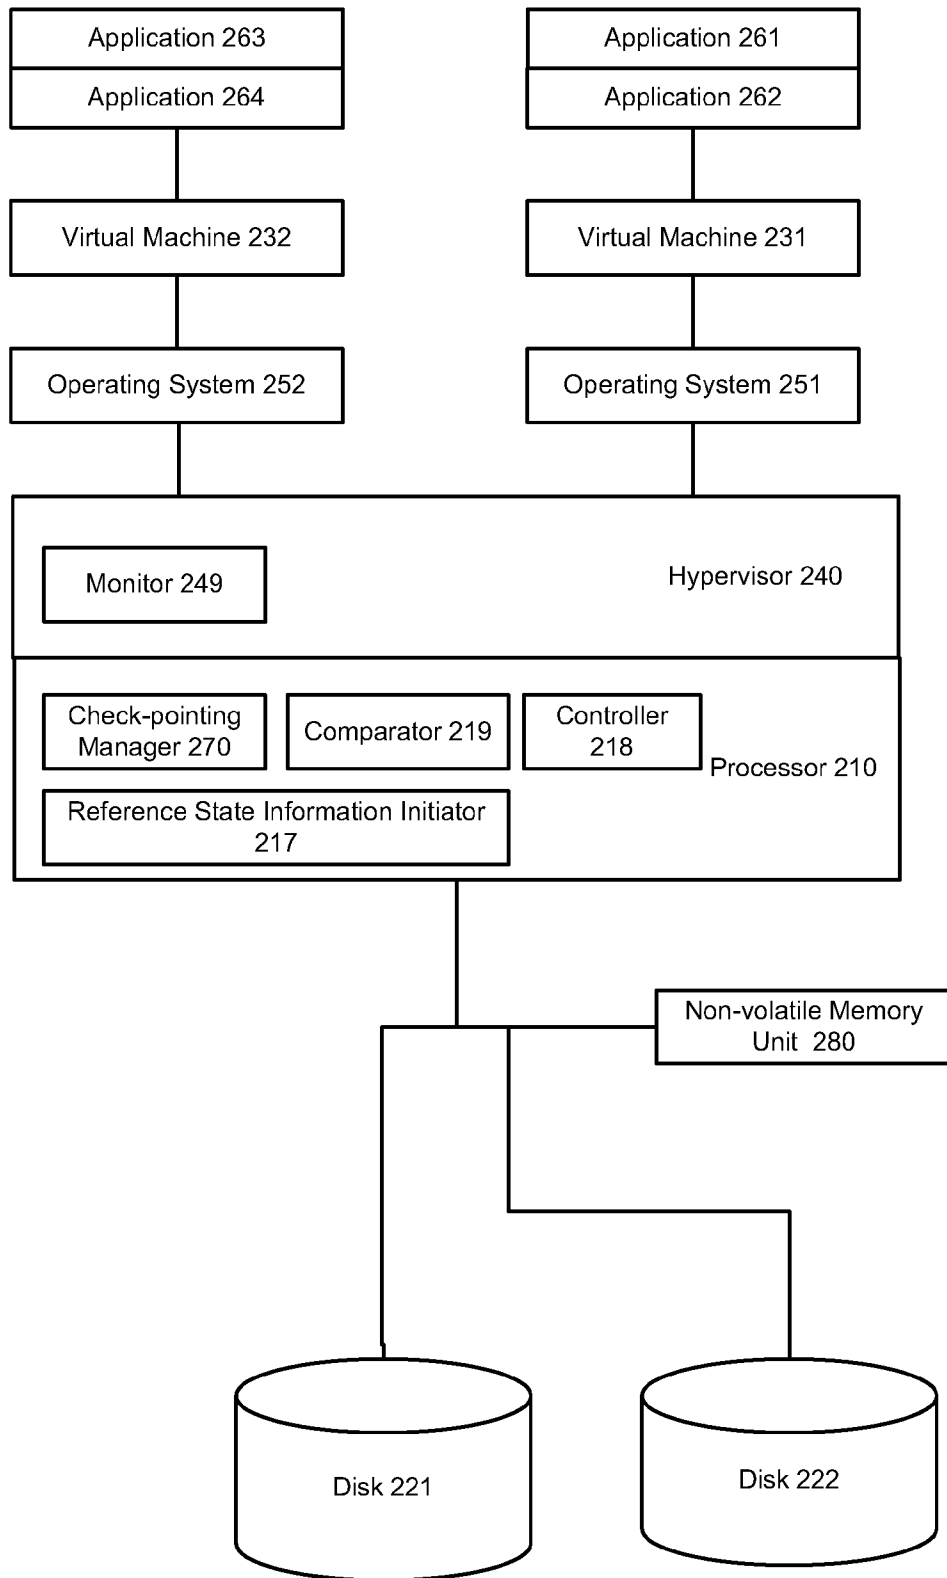 Application 263
Application 261
Application 264
Application 262
Virtual Machine 232
Virtual Machine 231
Operating System 252
Operating System 251
Monitor 249
Hypervisor 240
Check-pointing
Manager 270
Comparator 219
Controller
218
Processor 210
Reference State Information Initiator
217
Non-volatile Memory
Unit 280
Disk 221
Disk 222